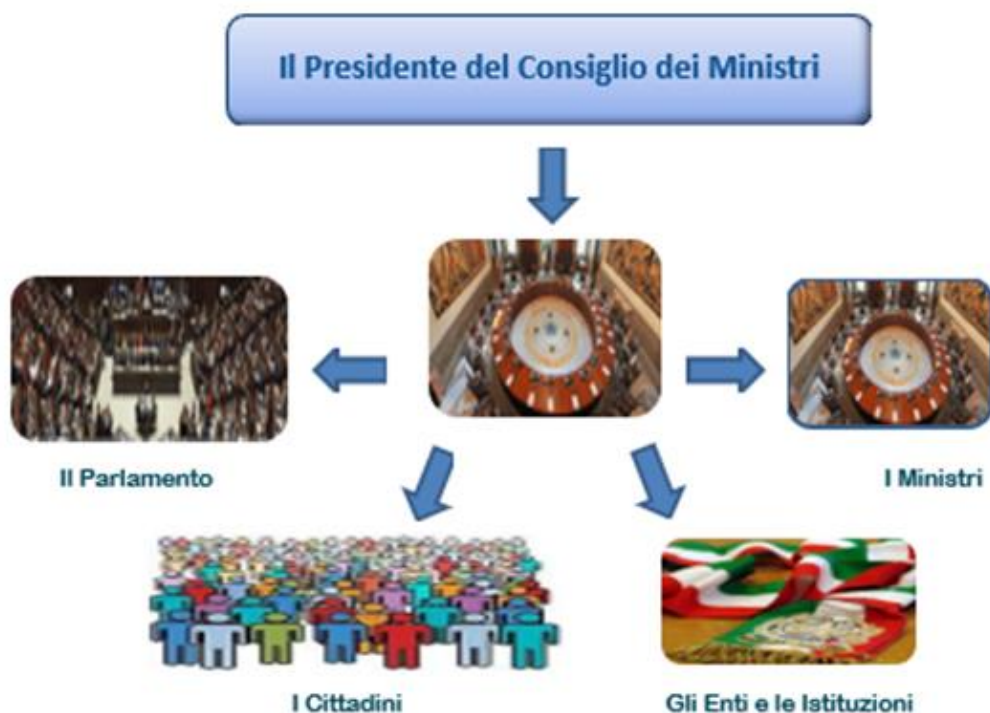 Il Presidente del Consiglio dei Ministri
Il Parlamento
I Ministri
I Cittadini
Gli Enti e le Istituzioni